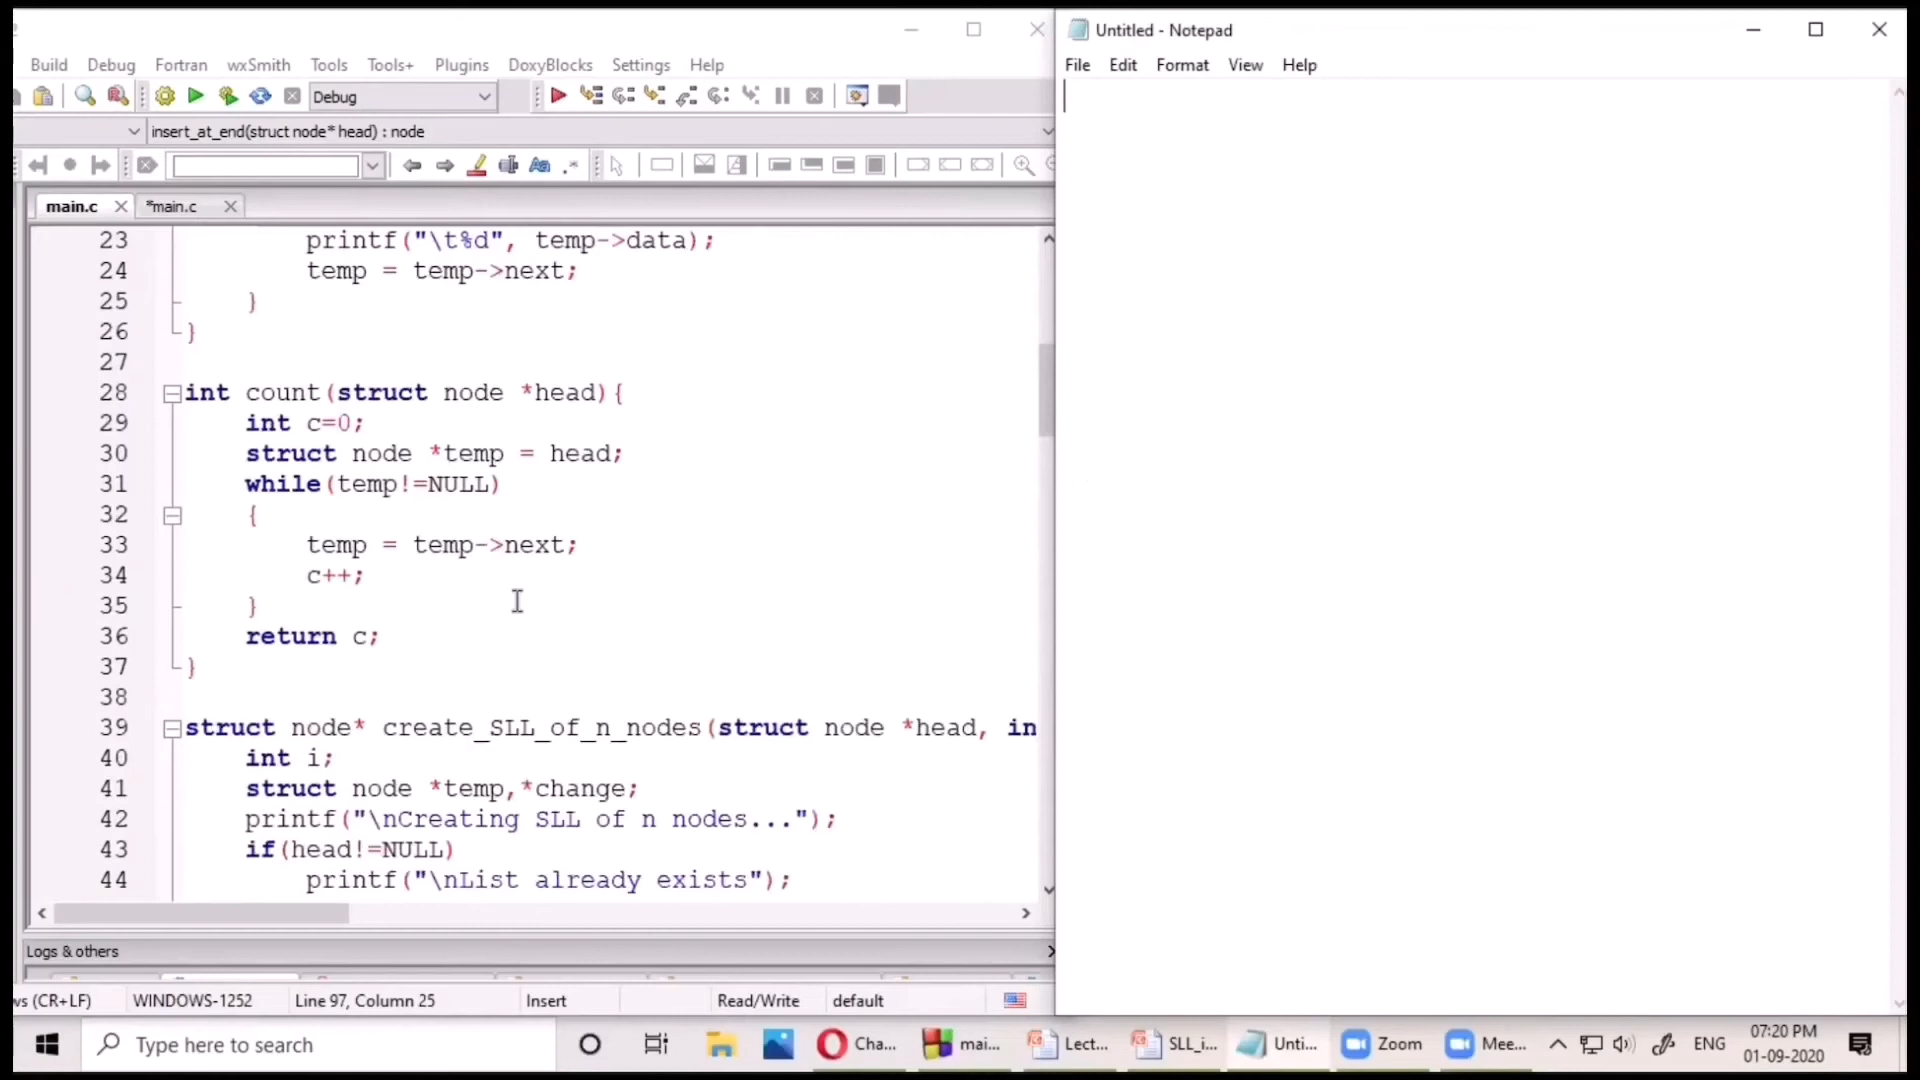 Untitled - Notepad
Build Debug Fortran wxSmith Tools Tools+ Plugins DoxyBlocks Settings Help
File Edit Format View Help
Debug
insert_at_end(struct node* head) : node
main.c *main.c
23 printf("\t%d", temp->data);
24 temp = temp->next;
25 }
26 }
27
28 int count(struct node *head){
29 int c=0;
30 struct node *temp = head;
31 while(temp!=NULL)
32 {
33 temp = temp->next;
34 c++;
35 }
36 return c;
37 }
38
39 struct node* create_SLL_of_n_nodes(struct node *head, in
40 int i;
41 struct node *temp,*change;
42 printf("\nCreating SLL of n nodes...");
43 if(head!=NULL)
44 printf("\nList already exists");
Logs & others
ws (CR+LF) WINDOWS-1252 Line 97, Column 25 Insert Read/Write default
Type here to search
Cha... mai... Lect... SLL_i... Unti... Zoom Mee... ENG
07:20 PM
01-09-2020